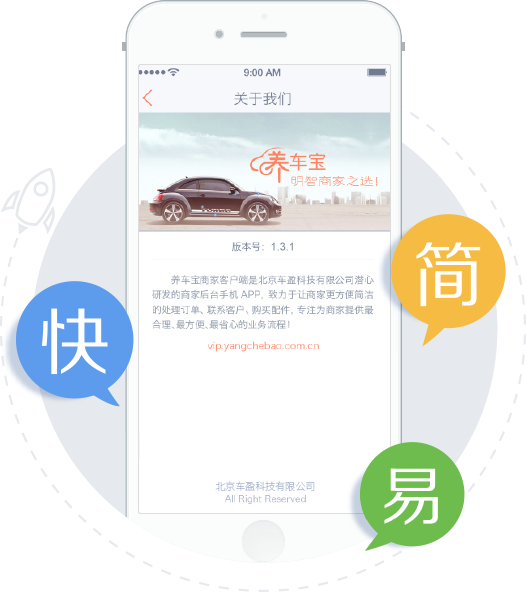 9:00 AM
关于我们
养车宝
明智商家之选!
版本号：1.3.1
养车宝商家客户端是北京车盈科技有限公司潜心
研发的商家后台手机 APP，致力于让商家更方便简洁
的处理订单、联系客户、购买配件，专注为商家提供最
合理、最方便、最省心的业务流程！
vip.yangchebao.com.cn
简
快
易
北京车盈科技有限公司
All Right Reserved